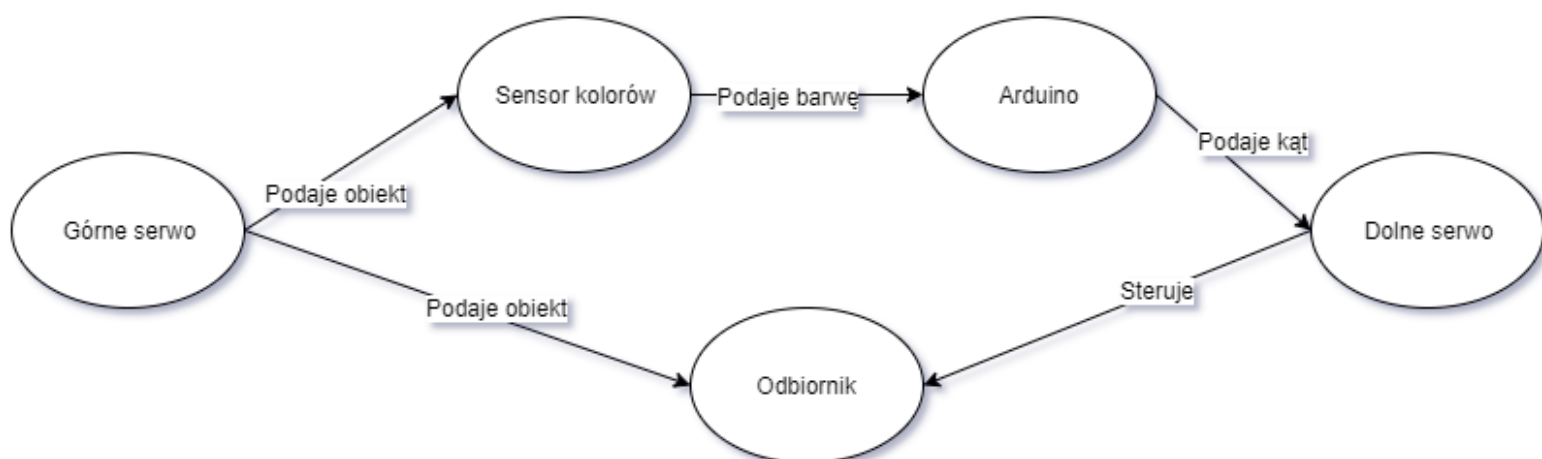 Sensor kolorów
Podaje barwę
Arduino
Podaje kąt
Podaje obiekt
Górne serwo
Dolne serwo
Podaje obiekt
Steruje
Odbiornik